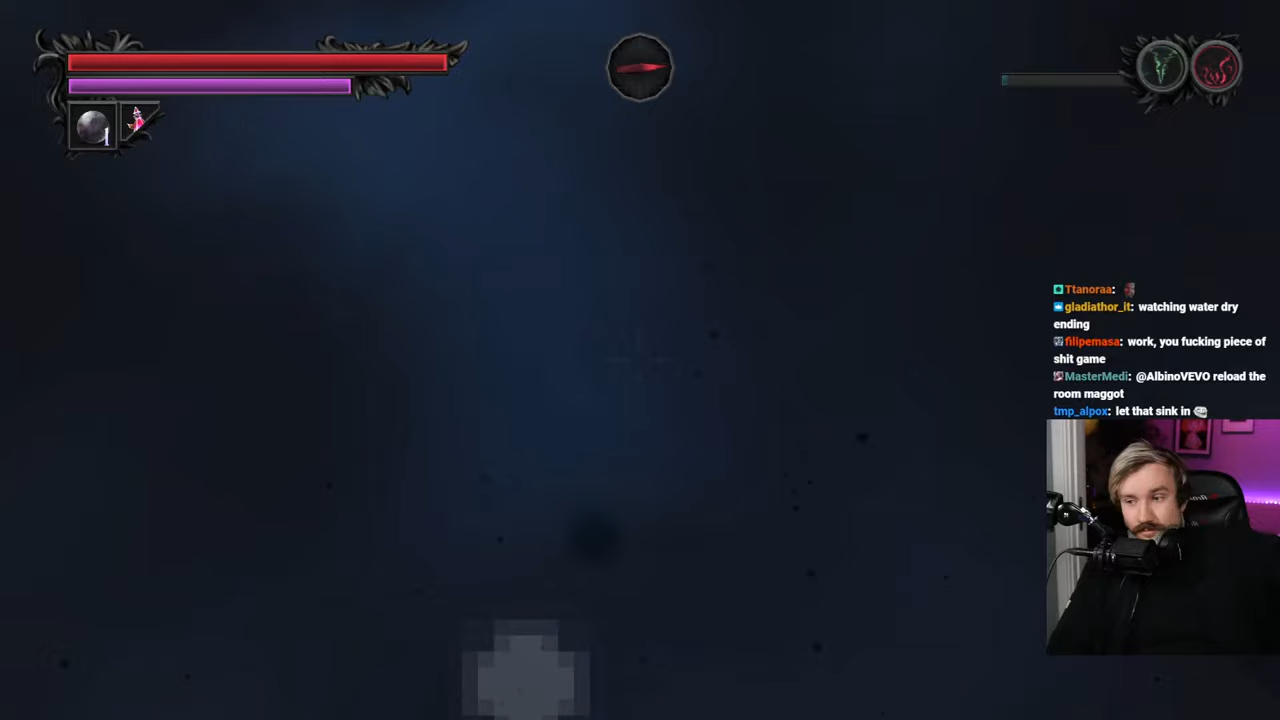 1
Ttanoraa:
gladiathor_it: watching water dry
ending
filipemasa: work, you fucking piece of
shit game
MasterMedi: @AlbinoVEVO reload the
room maggot
tmp_alpox: let that sink in